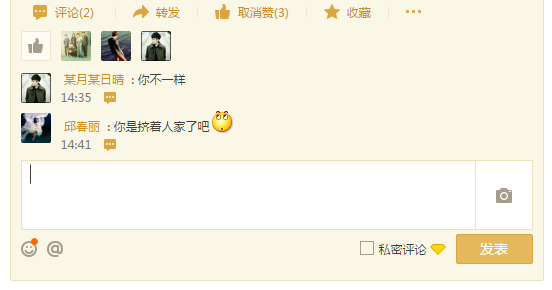 评论(2) 转发 取消赞(3) 收藏
某月某日晴 : 你不一样
14:35
邱春丽 : 你是挤着人家了吧
14:41
@
私密评论 发表